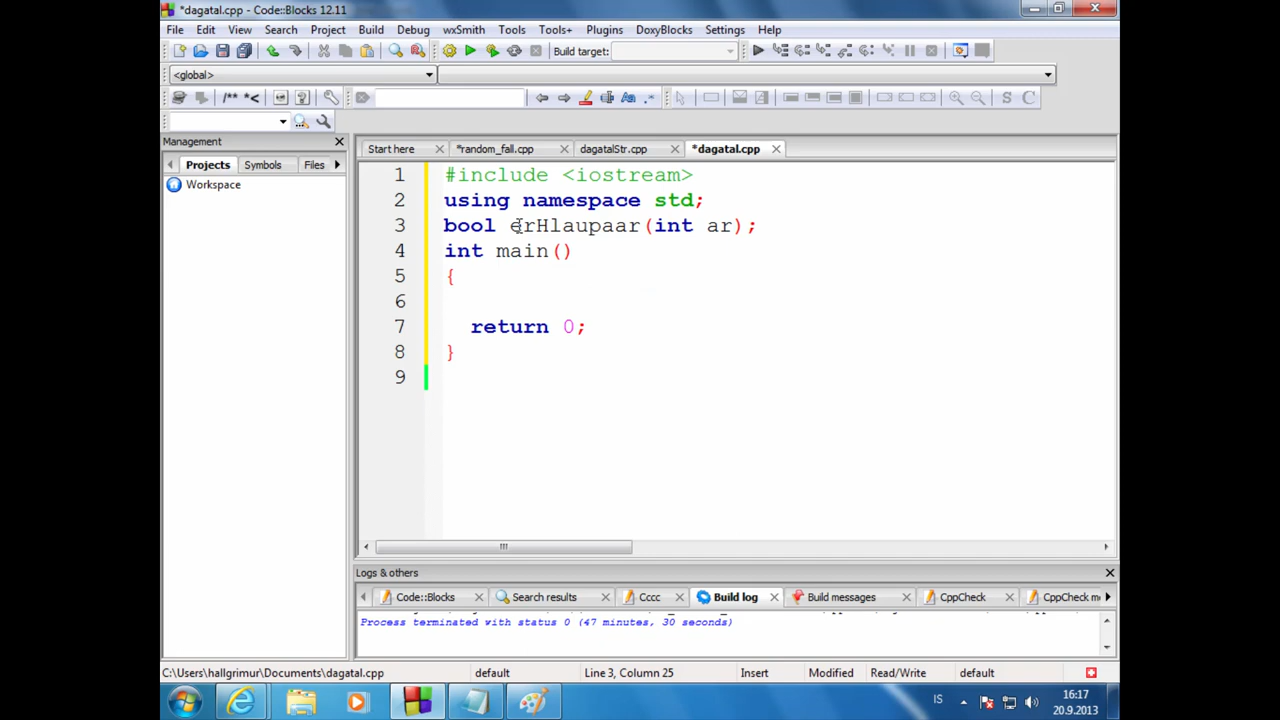 *dagatal.cpp - Code::Blocks 12.11
File Edit View Search Project Build Debug wxSmith Tools Tools+ Plugins DoxyBlocks Settings Help
Build target:
<global>
/** *<
Aa .*
S C
Management
Projects Symbols Files
Workspace
Start here *random_fall.cpp dagatalStr.cpp *dagatal.cpp
1 #include <iostream>
2 using namespace std;
3 bool erHlaupaar(int ar);
4 int main()
5 {
6
7 return 0;
8 }
9
Logs & others
Code::Blocks Search results Cccc Build log Build messages CppCheck CppCheck me
Process terminated with status 0 (47 minutes, 30 seconds)
C:\Users\hallgrimur\Documents\dagatal.cpp default Line 3, Column 25 Insert Modified Read/Write default
IS 16:17
20.9.2013